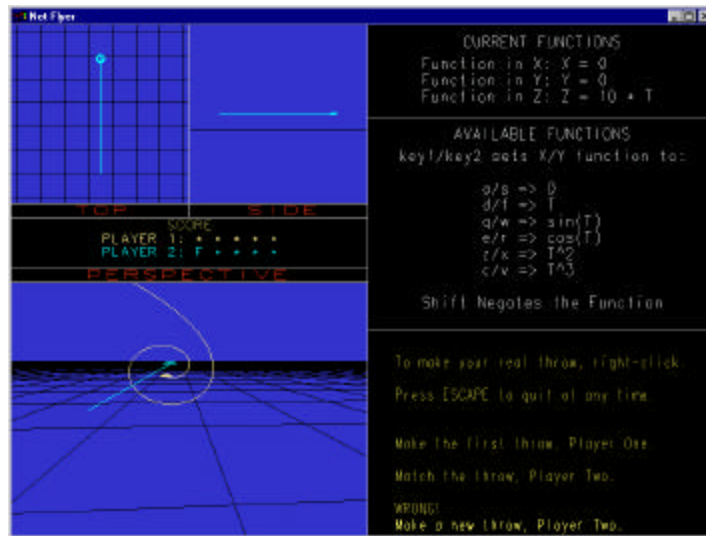 Net Flyer
TOP
SIDE
SCORE
PLAYER 1: * * * * *
PLAYER 2: F * * * *
PERSPECTIVE
CURRENT FUNCTIONS
Function in X: X = 0
Function in Y: Y = 0
Function in Z: Z = 10 * T
AVAILABLE FUNCTIONS
key1/key2 sets X/Y function to:
a/s => 0
d/f => T
q/w => sin(T)
e/r => cos(T)
z/x => T^2
c/v => T^3
Shift Negates the Function
To make your real throw, right-click.
Press ESCAPE to quit at any time
Make the first throw, Player One.
Match the throw, Player Two.
WRONG!
Make a new throw, Player Two.